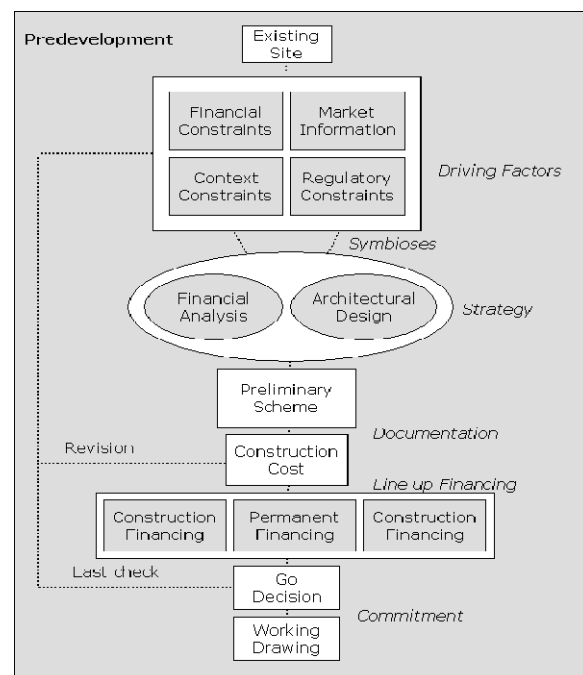 Predevelopment
Existing
Site
Financial
Constraints
Market
Information
Context
Constraints
Regulatory
Constraints
Driving Factors
Symbioses
Financial
Analysis
Architectural
Design
Strategy
Preliminary
Scheme
Documentation
Revision
Construction
Cost
Line up Financing
Construction
Financing
Permanent
Financing
Construction
Financing
Last check
Go
Decision
Commitment
Working
Drawing